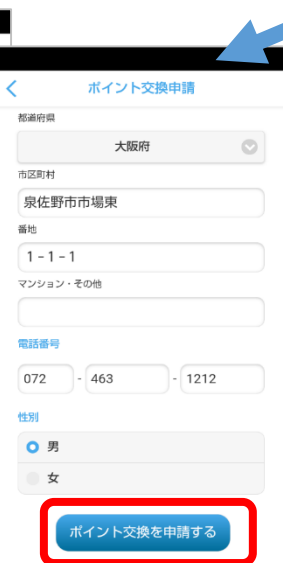 ポイント交換申請
都道府県
大阪府
市区町村
泉佐野市市場東
番地
1-1-1
マンション・その他
電話番号
072 - 463 - 1212
性別
男
女
ポイント交換を申請する